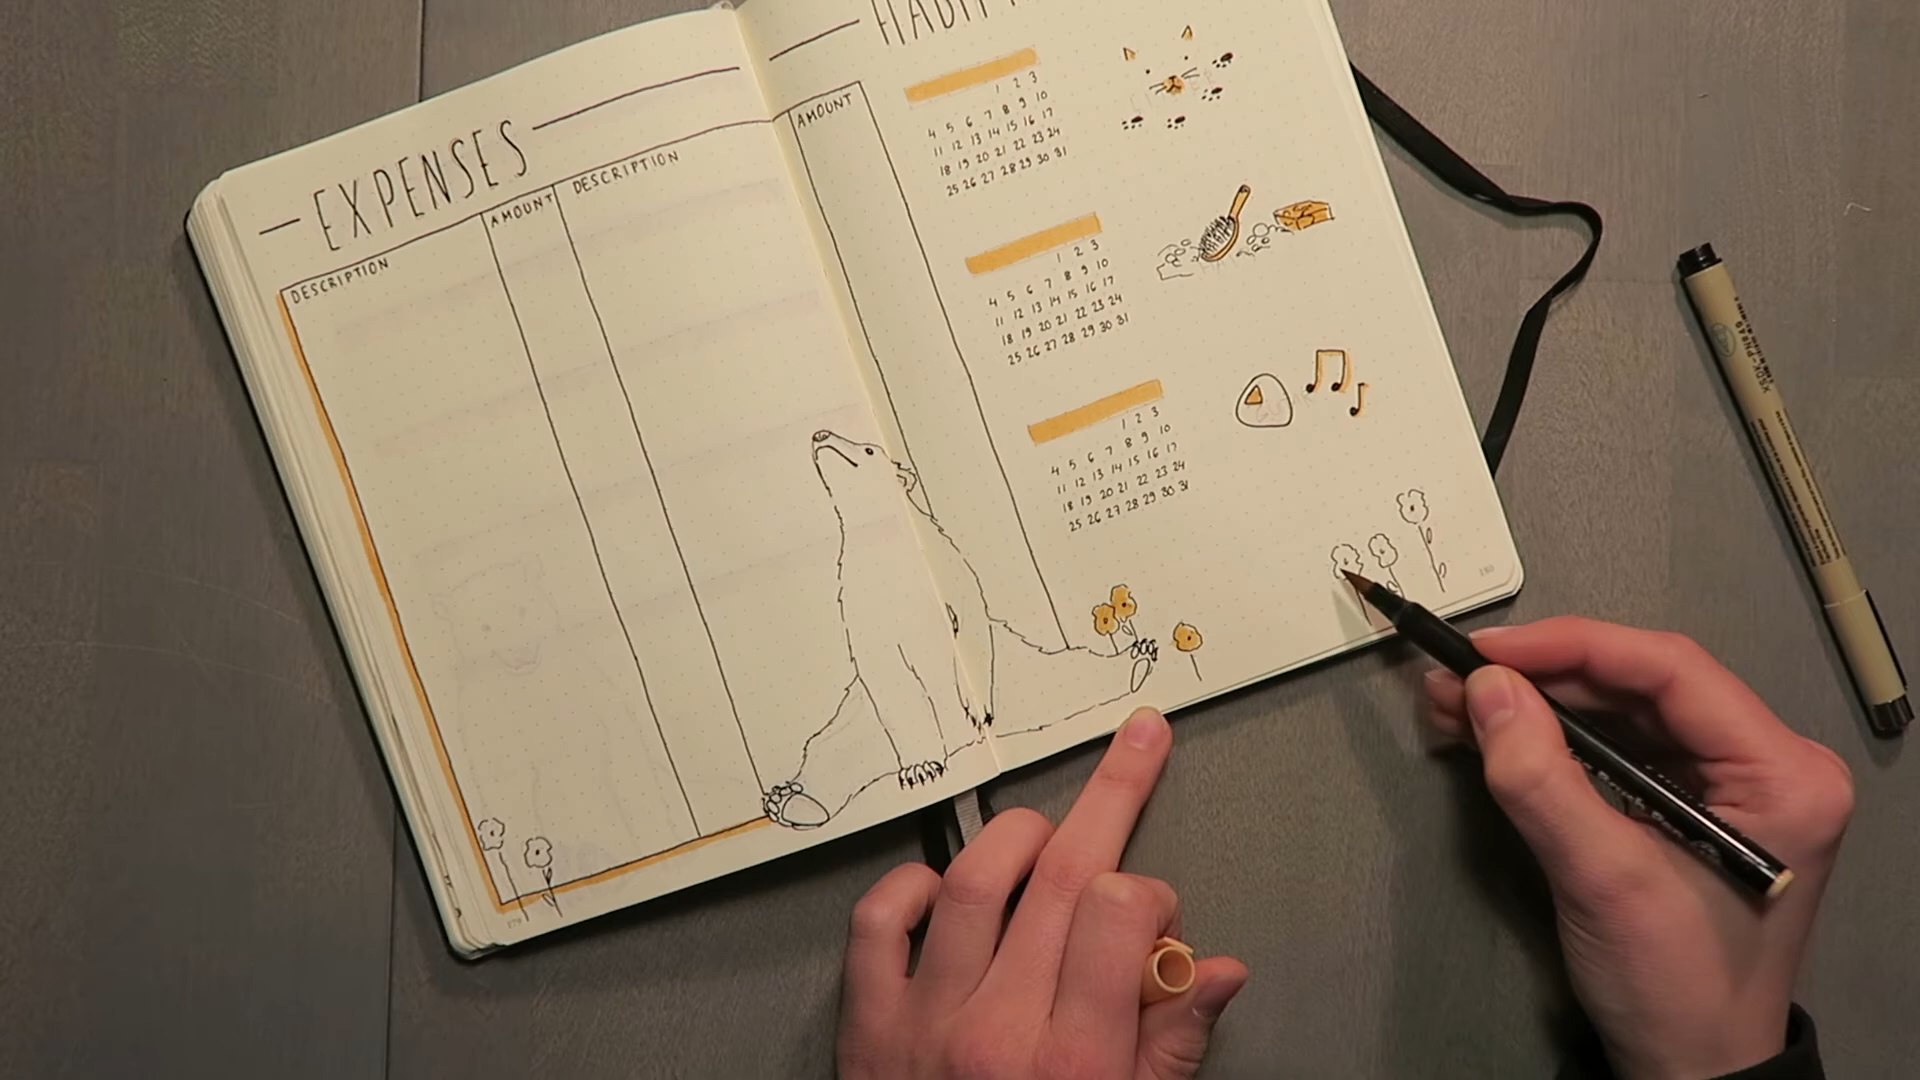 EXPENSES
DESCRIPTION
AMOUNT
DESCRIPTION
AMOUNT
1 2 3
4 5 6 7 8 9 10
11 12 13 14 15 16 17
18 19 20 21 22 23 24
25 26 27 28 29 30 31
1 2 3
4 5 6 7 8 9 10
11 12 13 14 15 16 17
18 19 20 21 22 23 24
25 26 27 28 29 30 31
1 2 3
4 5 6 7 8 9 10
11 12 13 14 15 16 17
18 19 20 21 22 23 24
25 26 27 28 29 30 31
180